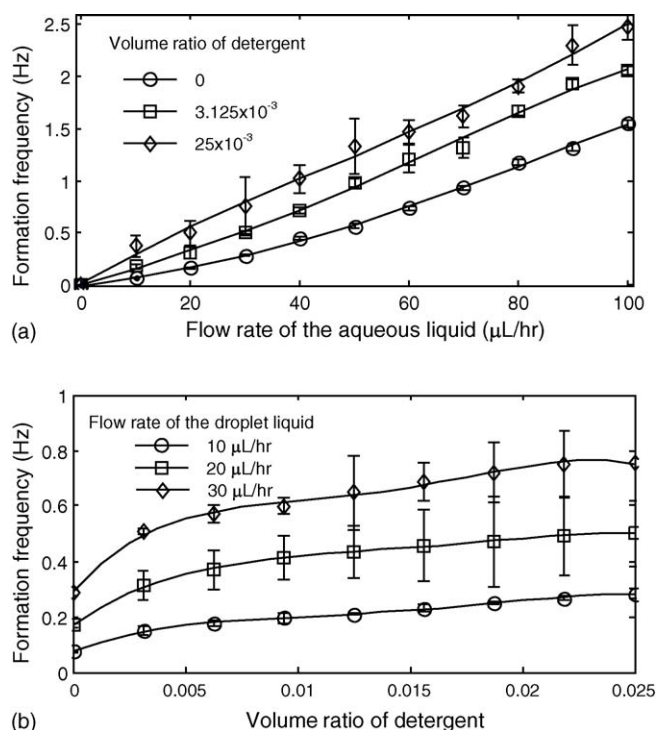 Formation frequency (Hz)
2.5
2
1.5
1
0.5
0
Volume ratio of detergent
0
3.125x10⁻³
25x10⁻³
0 20 40 60 80 100
Flow rate of the aqueous liquid (μL/hr)
(a)
Formation frequency (Hz)
1
0.8
0.6
0.4
0.2
0
Flow rate of the droplet liquid
10 μL/hr
20 μL/hr
30 μL/hr
0 0.005 0.01 0.015 0.02 0.025
Volume ratio of detergent
(b)